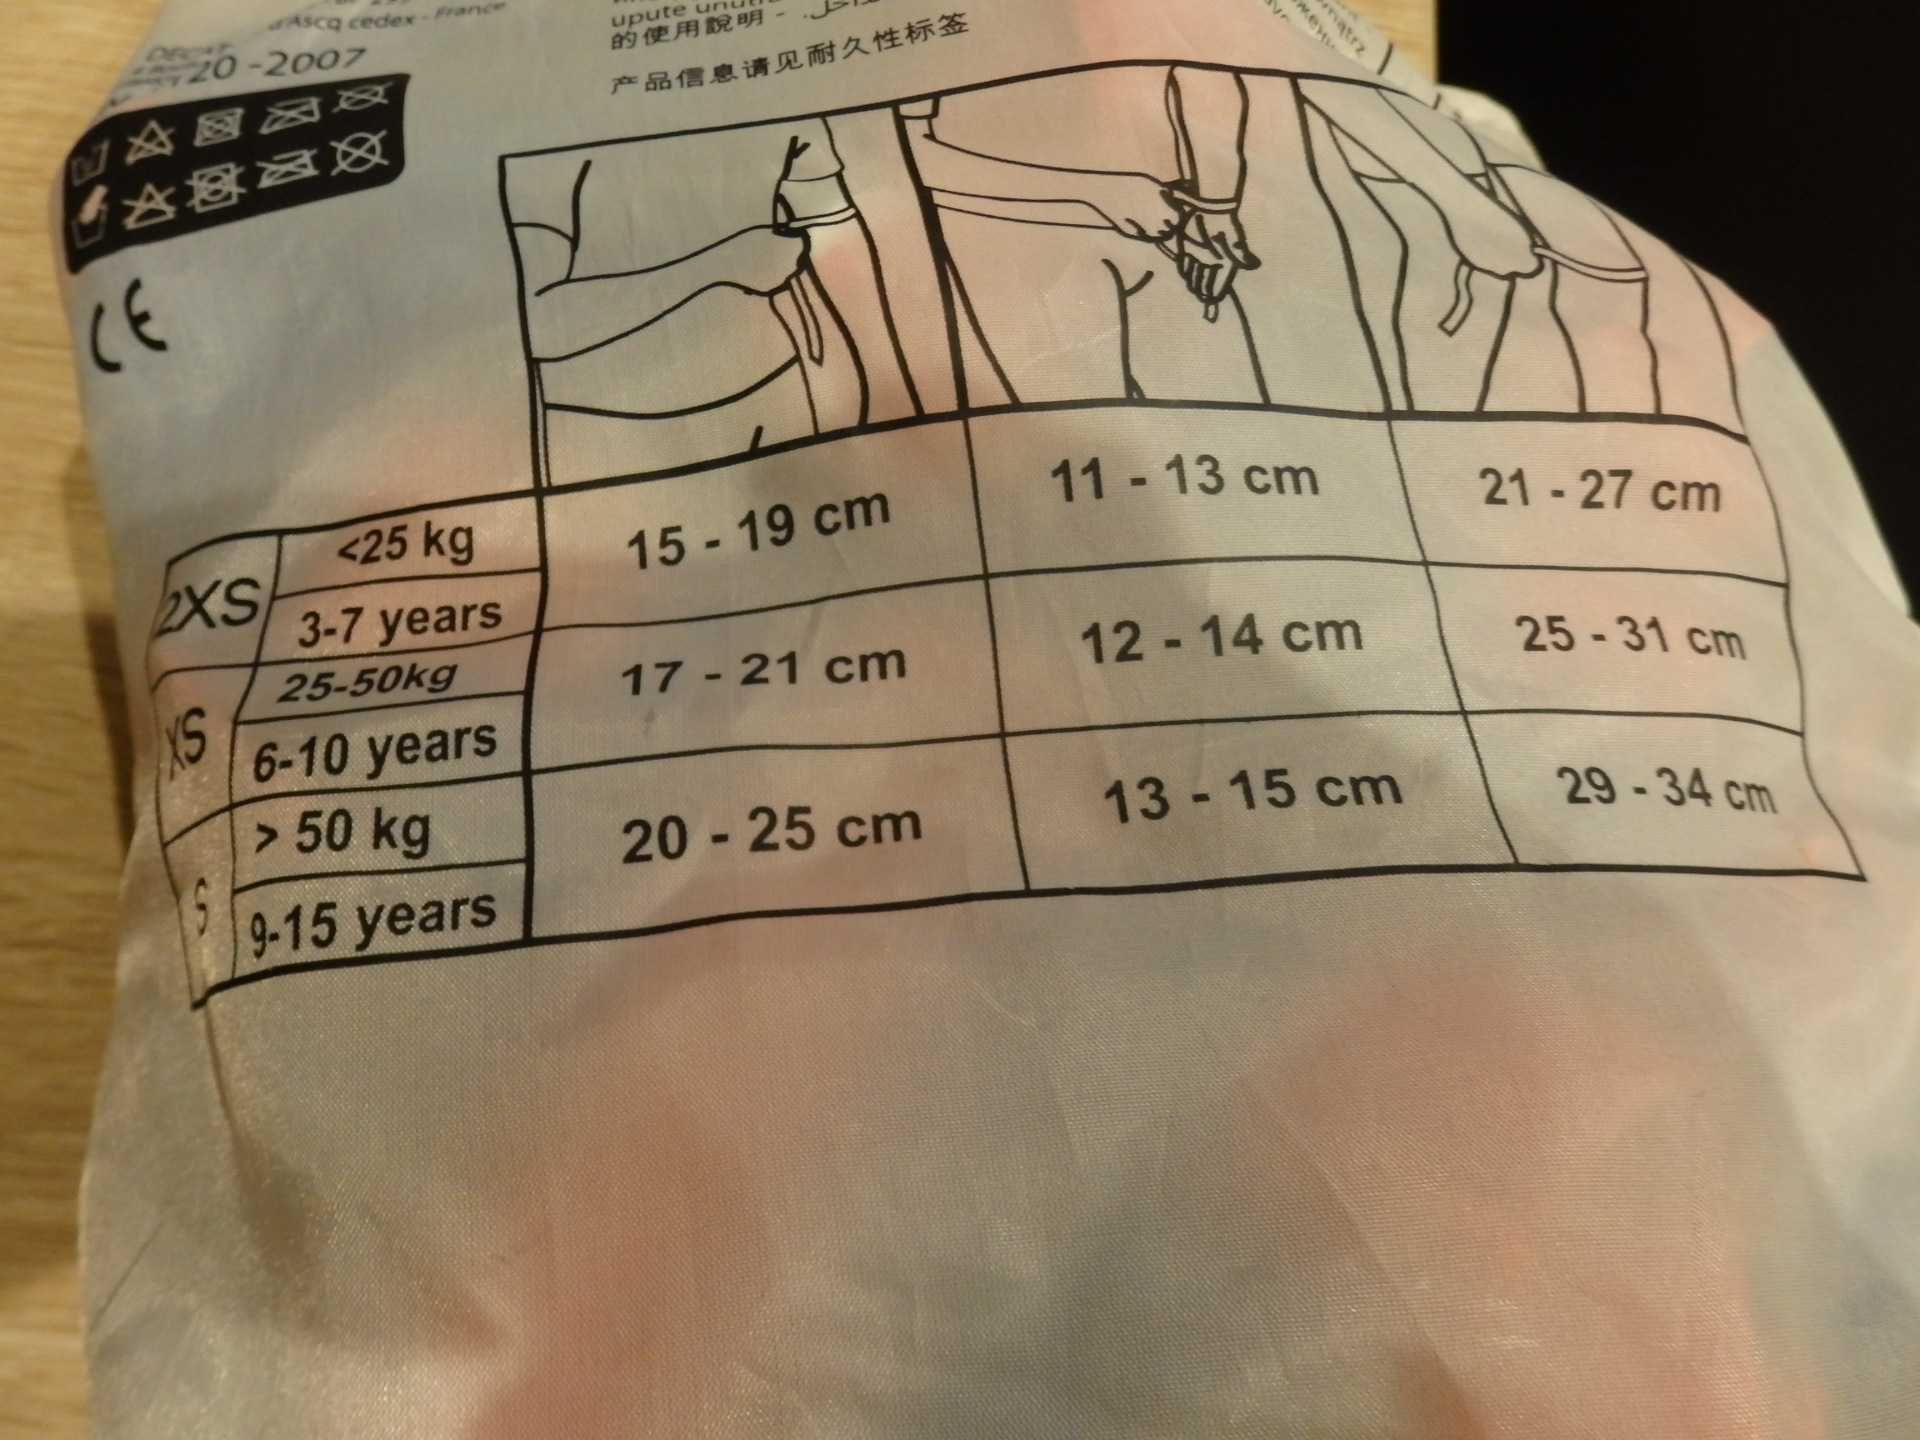 d'Ascq cedex - France
20 -2007
upute
的使用說明 -
产品信息请见耐久性标签
CE
2XS <25 kg 15 - 19 cm 11 - 13 cm 21 - 27 cm
3-7 years
XS 25-50kg 17 - 21 cm 12 - 14 cm 25 - 31 cm
6-10 years
S > 50 kg 20 - 25 cm 13 - 15 cm 29 - 34 cm
9-15 years